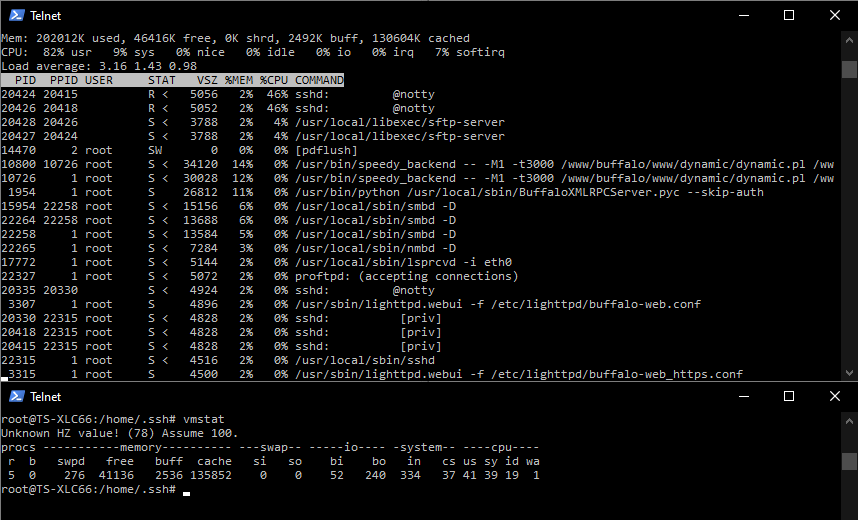 Telnet
Mem: 202012K used, 46416K free, 0K shrd, 2492K buff, 130604K cached
CPU:  82% usr   9% sys   0% nice   0% idle   0% io   0% irq   7% softirq
Load average: 3.16 1.43 0.98
  PID  PPID USER     STAT   VSZ %MEM %CPU COMMAND
20424 20415          R <   5056   2%  46% sshd:         @notty
20426 20418          R <   5052   2%  46% sshd:         @notty
20428 20426          S <   3788   2%   4% /usr/local/libexec/sftp-server
20427 20424          S <   3788   2%   4% /usr/local/libexec/sftp-server
14470     2 root     SW       0   0%   0% [pdflush]
10800 10726 root     S <  34120  14%   0% /usr/bin/speedy_backend -- -M1 -t3000 /www/buffalo/www/dynamic/dynamic.pl /ww
10726     1 root     S <  30028  12%   0% /usr/bin/speedy_backend -- -M1 -t3000 /www/buffalo/www/dynamic/dynamic.pl /ww
 1954     1 root     S    26812  11%   0% /usr/bin/python /usr/local/sbin/BuffaloXMLRPCServer.pyc --skip-auth
15954 22258 root     S <  15156   6%   0% /usr/local/sbin/smbd -D
22264 22258 root     S <  13688   6%   0% /usr/local/sbin/smbd -D
22258     1 root     S <  13584   5%   0% /usr/local/sbin/smbd -D
22265     1 root     S <   7284   3%   0% /usr/local/sbin/nmbd -D
17772     1 root     S <   5144   2%   0% /usr/local/sbin/lsprcvd -i eth0
22327     1 root     S <   5072   2%   0% proftpd: (accepting connections)
20335 20330          S <   4924   2%   0% sshd:         @notty
 3307     1 root     S     4896   2%   0% /usr/sbin/lighttpd.webui -f /etc/lighttpd/buffalo-web.conf
20330 22315 root     S <   4828   2%   0% sshd:          [priv]
20418 22315 root     S <   4828   2%   0% sshd:          [priv]
20415 22315 root     S <   4828   2%   0% sshd:          [priv]
22315     1 root     S <   4516   2%   0% /usr/local/sbin/sshd
 3315     1 root     S     4500   2%   0% /usr/sbin/lighttpd.webui -f /etc/lighttpd/buffalo-web_https.conf
Telnet
root@TS-XLC66:/home/.ssh# vmstat
Unknown HZ value! (78) Assume 100.
procs -----------memory---------- ---swap-- -----io---- -system-- ----cpu----
 r  b   swpd   free   buff  cache   si   so    bi    bo   in   cs us sy id wa
 5  0    276  41136   2536 135852    0    0    52   240  334   37 41 39 19  1
root@TS-XLC66:/home/.ssh#